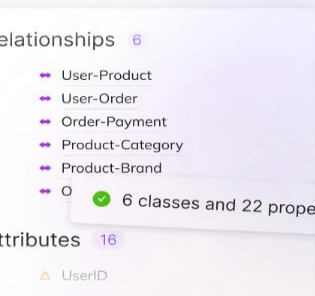 elationships 6
User-Product
User-Order
Order-Payment
Product-Category
Product-Brand
O
6 classes and 22 prope
ttributes 16
UserID